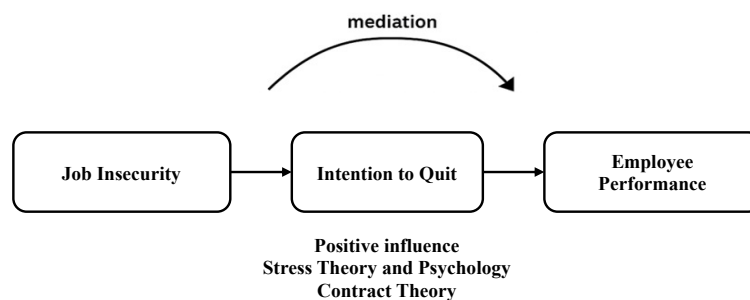 mediation
Job Insecurity
Intention to Quit
Employee
Performance
Positive influence
Stress Theory and Psychology
Contract Theory